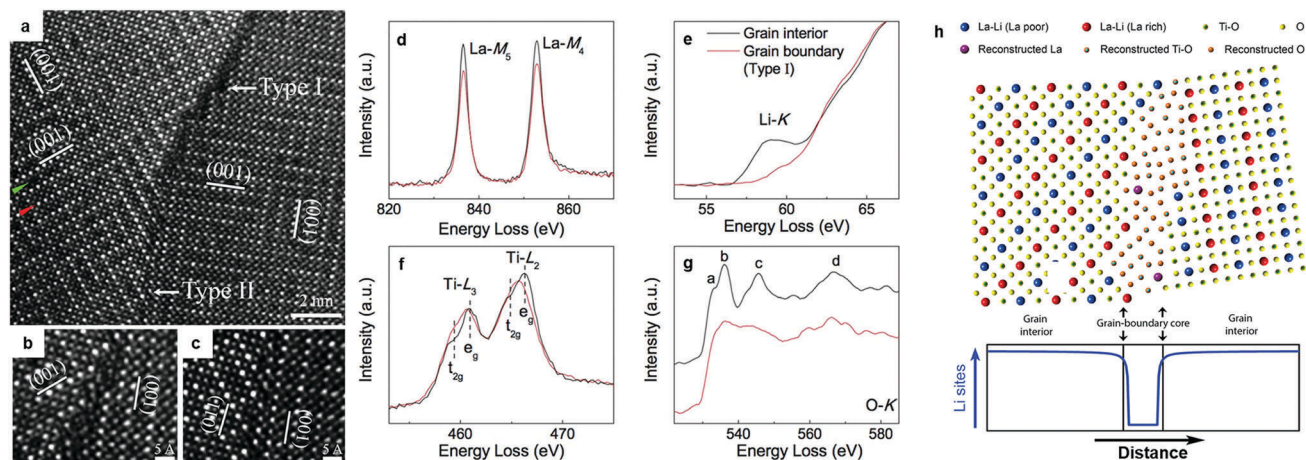 a
(100)
Type I
(001)
(001)
(001)
Type II
2 nm
b
(001)
(001)
5 Å
c
(110)
(001)
5 Å
d
La-M5
La-M4
Intensity (a.u.)
820 840 860
Energy Loss (eV)
e
Grain interior
Grain boundary
(Type I)
Li-K
Intensity (a.u.)
55 60 65
Energy Loss (eV)
f
Ti-L3
Ti-L2
t2g
eg
t2g
eg
Intensity (a.u.)
460 470
Energy Loss (eV)
g
a
b
c
d
O-K
Intensity (a.u.)
540 560 580
Energy Loss (eV)
h
La-Li (La poor) La-Li (La rich) Ti-O O
Reconstructed La Reconstructed Ti-O Reconstructed O
Grain
interior
Grain-boundary core
Grain
interior
Li sites
Distance